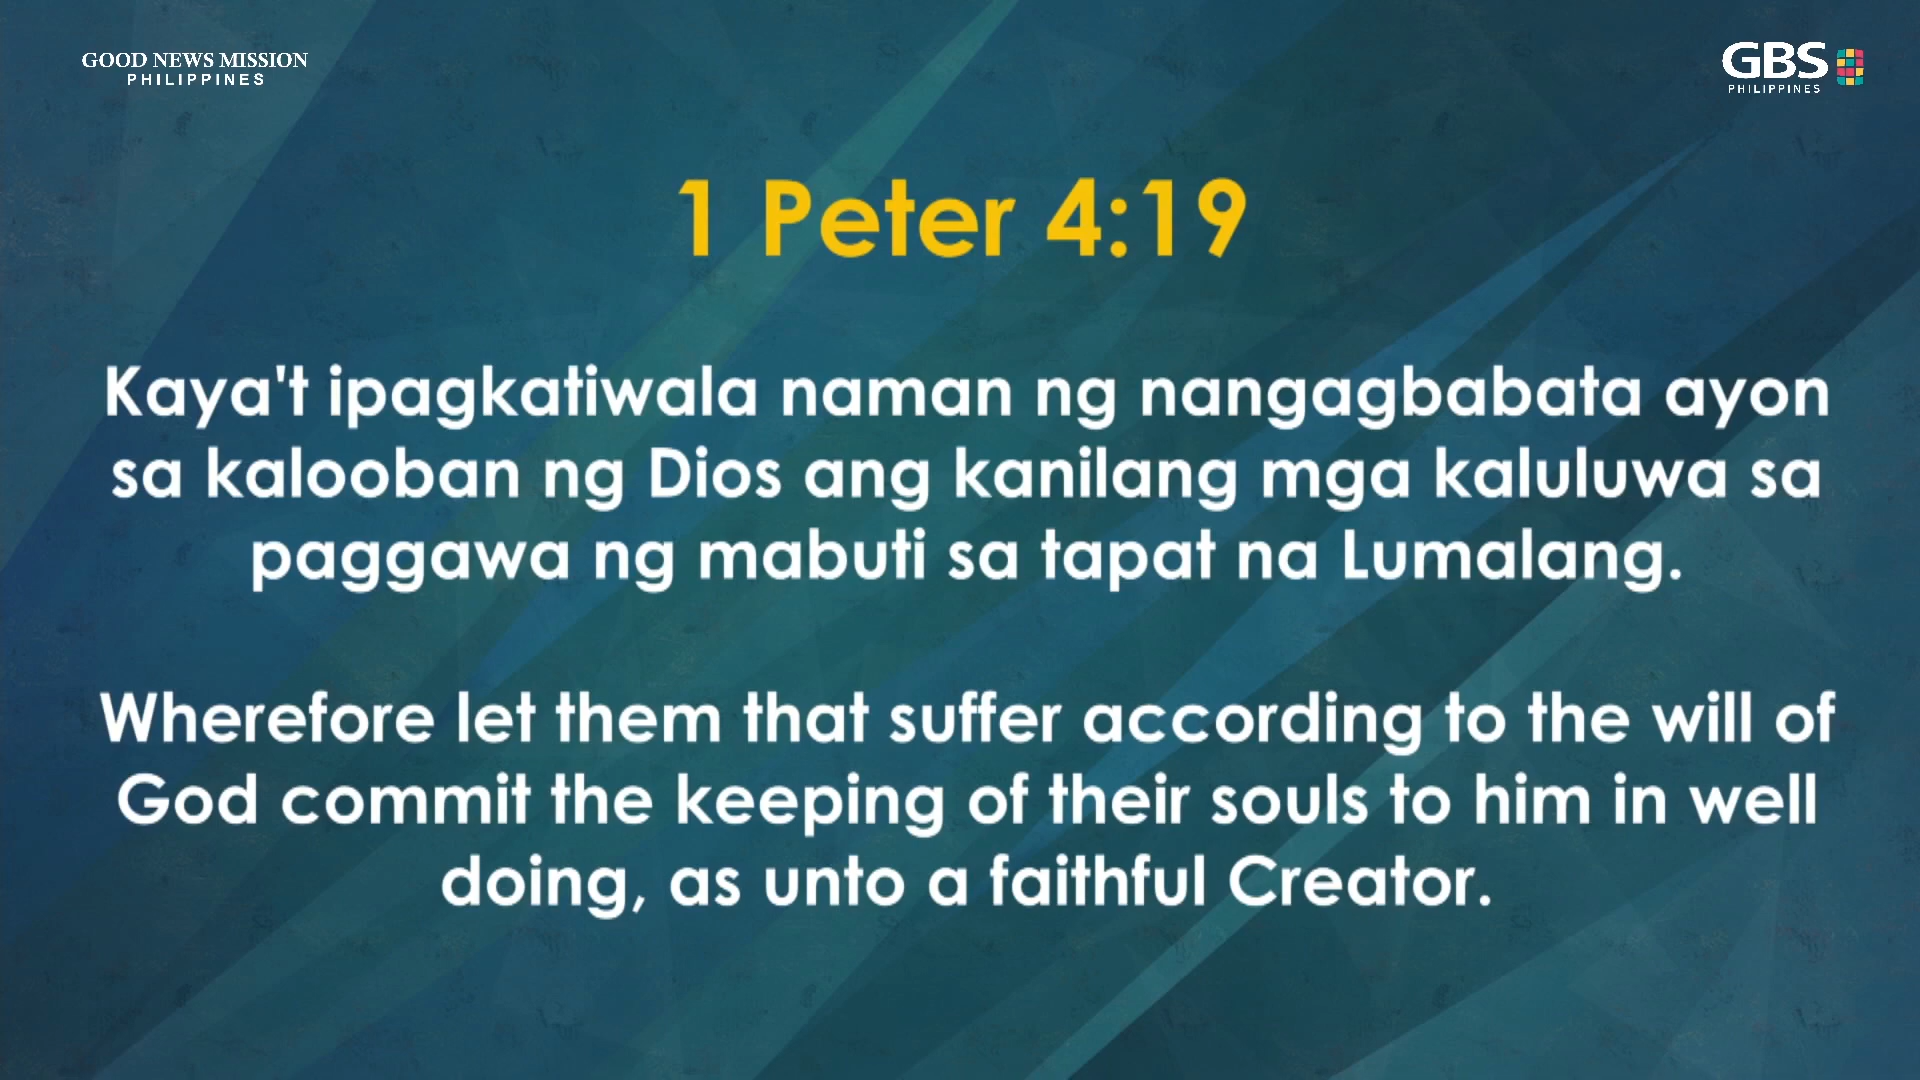 GOOD NEWS MISSION
PHILIPPINES
GBS
PHILIPPINES
1 Peter 4:19
Kaya't ipagkatiwala naman ng nangagbabata ayon
sa kalooban ng Dios ang kanilang mga kaluluwa sa
paggawa ng mabuti sa tapat na Lumalang.
Wherefore let them that suffer according to the will of
God commit the keeping of their souls to him in well
doing, as unto a faithful Creator.